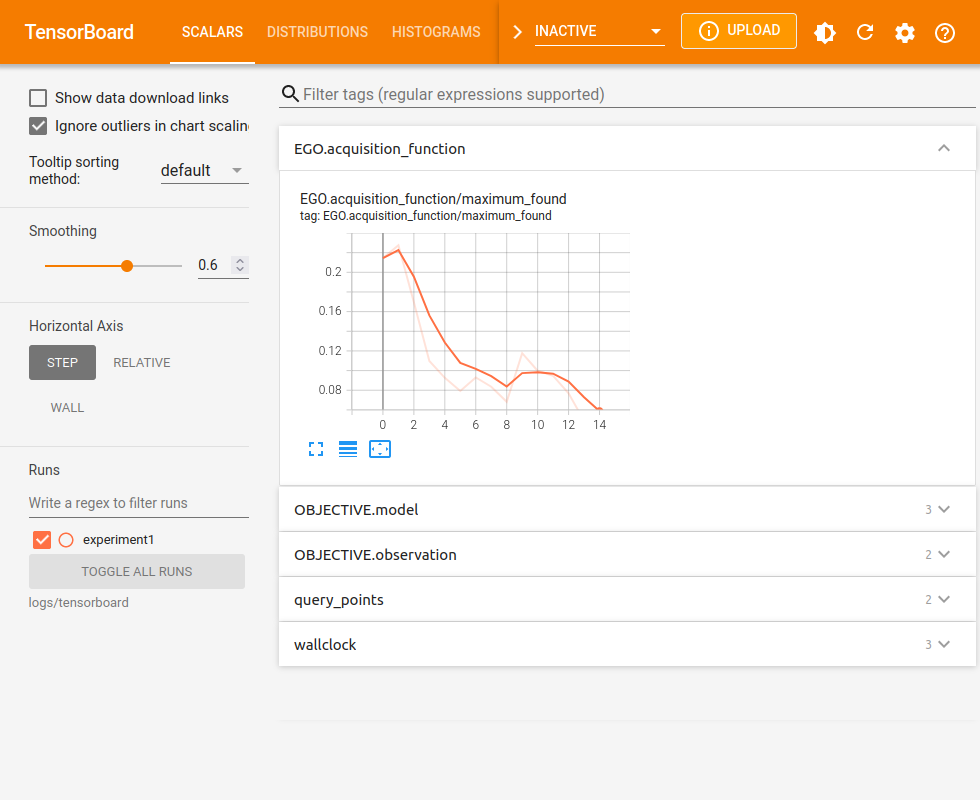 TensorBoard
SCALARS
DISTRIBUTIONS
HISTOGRAMS
INACTIVE
UPLOAD
Show data download links
Ignore outliers in chart scalin
Tooltip sorting
method:
default
Smoothing
0.6
Horizontal Axis
STEP
RELATIVE
WALL
Runs
Write a regex to filter runs
experiment1
TOGGLE ALL RUNS
logs/tensorboard
Filter tags (regular expressions supported)
EGO.acquisition_function
EGO.acquisition_function/maximum_found
tag: EGO.acquisition_function/maximum_found
0.2
0.16
0.12
0.08
0 2 4 6 8 10 12 14
OBJECTIVE.model 3
OBJECTIVE.observation 2
query_points 2
wallclock 3